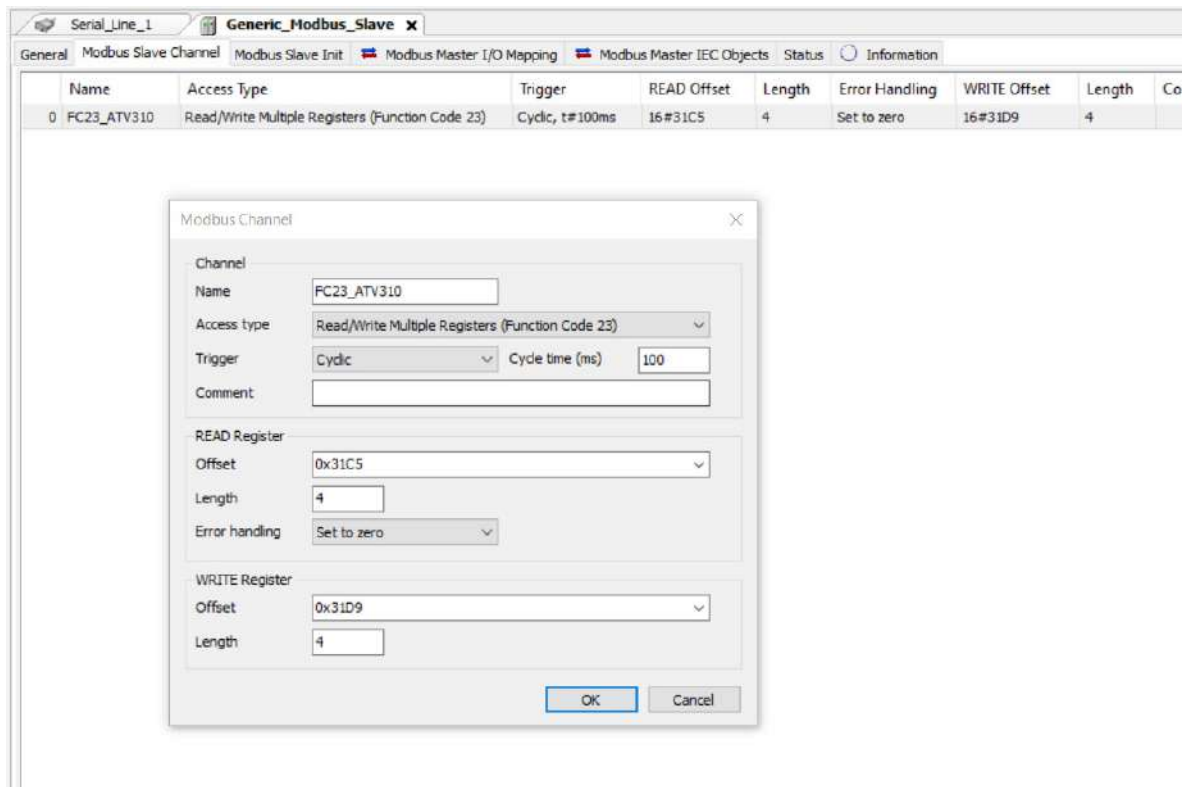 Serial_Line_1 Generic_Modbus_Slave X
General Modbus Slave Channel Modbus Slave Init Modbus Master I/O Mapping Modbus Master IEC Objects Status Information
Name Access Type Trigger READ Offset Length Error Handling WRITE Offset Length Co
0 FC23_ATV310 Read/Write Multiple Registers (Function Code 23) Cyclic, t#100ms 16#31C5 4 Set to zero 16#31D9 4
Modbus Channel
Channel
Name FC23_ATV310
Access type Read/Write Multiple Registers (Function Code 23)
Trigger Cyclic Cycle time (ms) 100
Comment
READ Register
Offset 0x31C5
Length 4
Error handling Set to zero
WRITE Register
Offset 0x31D9
Length 4
OK Cancel